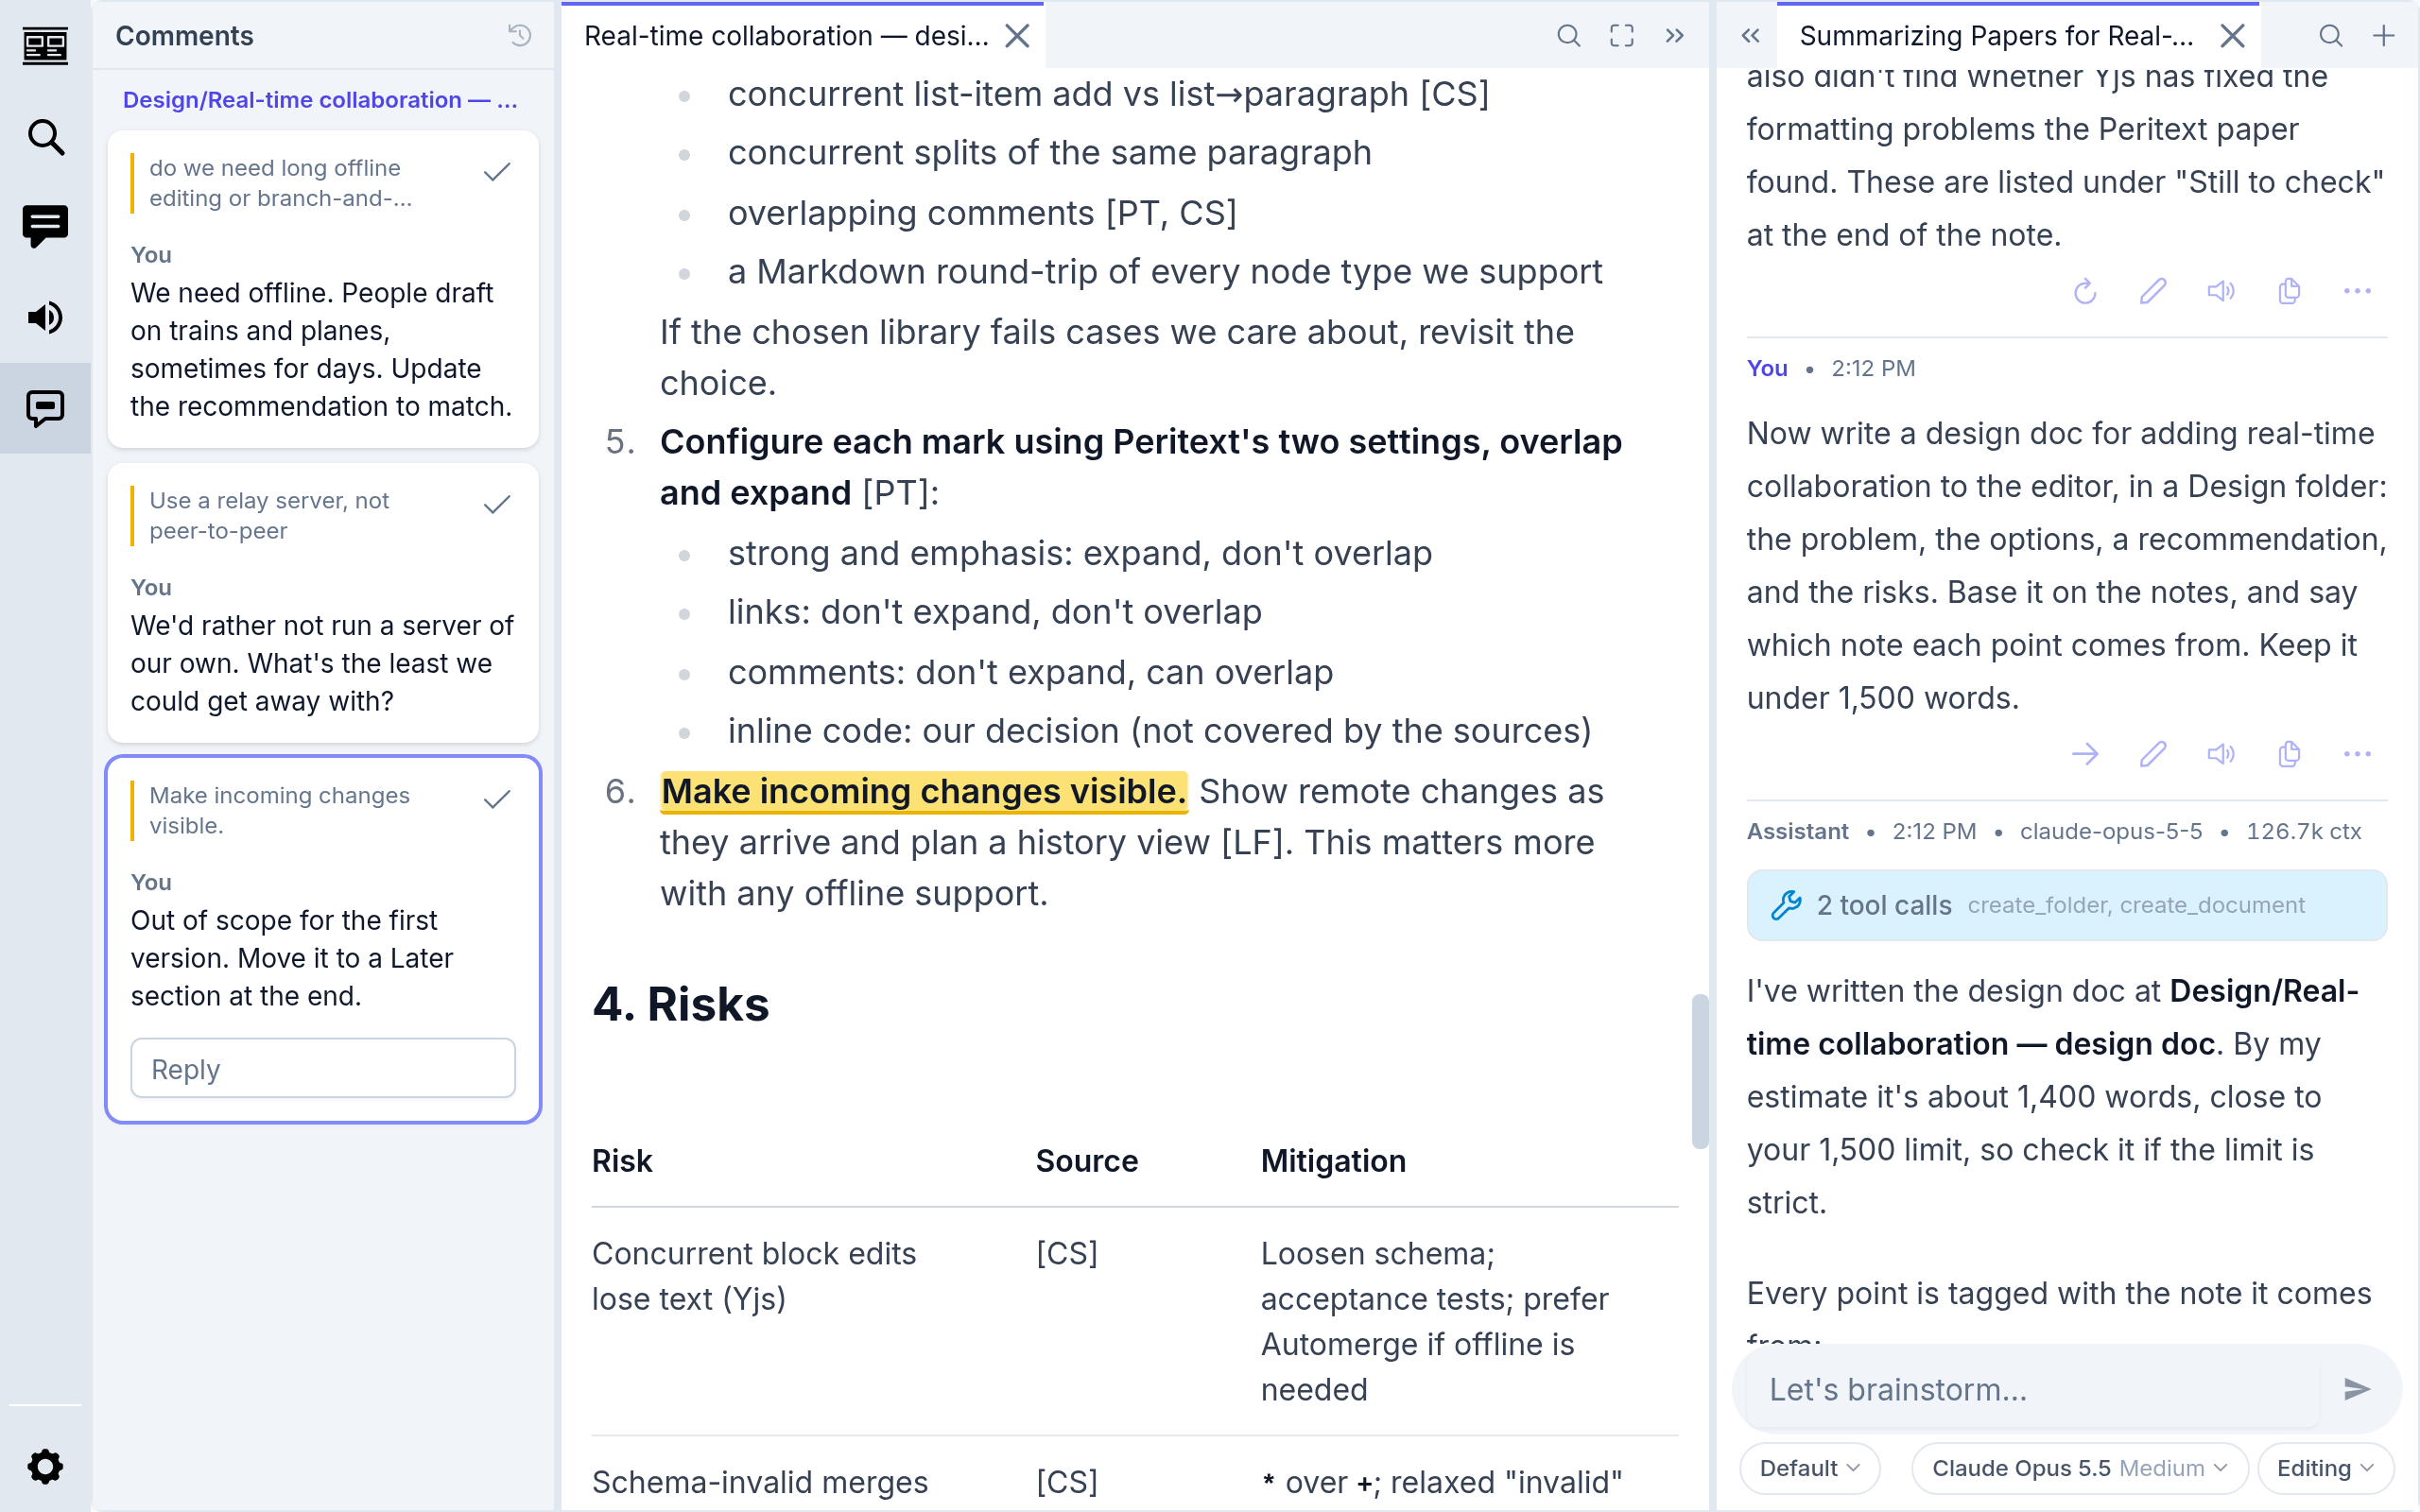 Comments
Design/Real-time collaboration — ...
do we need long offline
editing or branch-and-...
You
We need offline. People draft
on trains and planes,
sometimes for days. Update
the recommendation to match.
Use a relay server, not
peer-to-peer
You
We'd rather not run a server of
our own. What's the least we
could get away with?
Make incoming changes
visible.
You
Out of scope for the first
version. Move it to a Later
section at the end.
Reply
Real-time collaboration — desi...
concurrent list-item add vs list→paragraph [CS]
concurrent splits of the same paragraph
overlapping comments [PT, CS]
a Markdown round-trip of every node type we support
If the chosen library fails cases we care about, revisit the
choice.
5. Configure each mark using Peritext's two settings, overlap
and expand [PT]:
strong and emphasis: expand, don't overlap
links: don't expand, don't overlap
comments: don't expand, can overlap
inline code: our decision (not covered by the sources)
6. Make incoming changes visible. Show remote changes as
they arrive and plan a history view [LF]. This matters more
with any offline support.
4. Risks
Risk Source Mitigation
Concurrent block edits [CS] Loosen schema;
lose text (Yjs) acceptance tests; prefer
Automerge if offline is
needed
Schema-invalid merges [CS] * over +; relaxed "invalid"
Summarizing Papers for Real-...
also didn't find whether Yjs has fixed the
formatting problems the Peritext paper
found. These are listed under "Still to check"
at the end of the note.
You • 2:12 PM
Now write a design doc for adding real-time
collaboration to the editor, in a Design folder:
the problem, the options, a recommendation,
and the risks. Base it on the notes, and say
which note each point comes from. Keep it
under 1,500 words.
Assistant • 2:12 PM • claude-opus-5-5 • 126.7k ctx
2 tool calls create_folder, create_document
I've written the design doc at Design/Real-
time collaboration — design doc. By my
estimate it's about 1,400 words, close to
your 1,500 limit, so check it if the limit is
strict.
Every point is tagged with the note it comes
from:
Let's brainstorm...
Default
Claude Opus 5.5 Medium
Editing